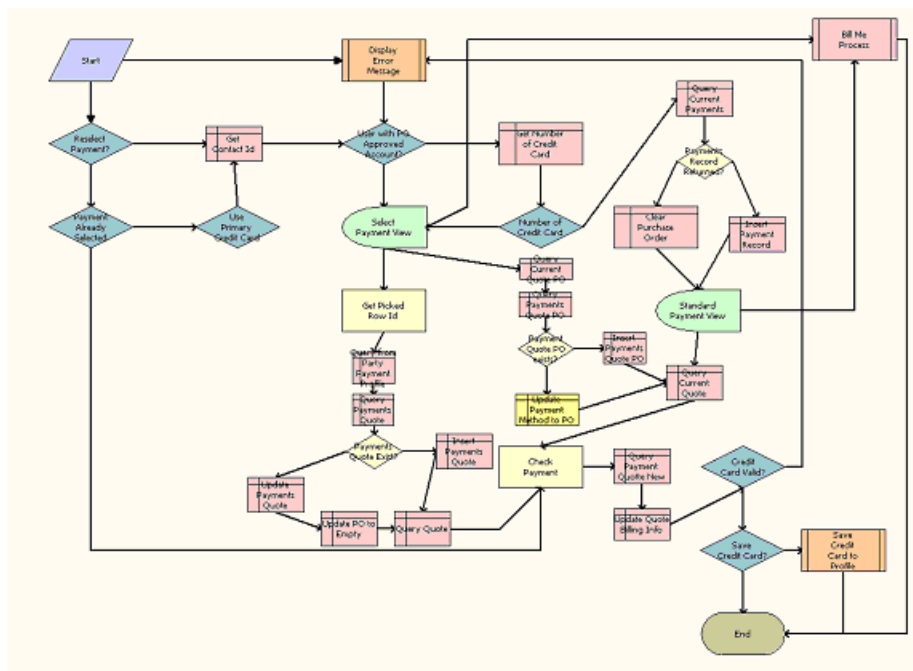 Bill Me
Process
Start
Display
Error
Message
Query
Current
Payments
Reselect
Payment?
Get
Contact Id
User with PO
Approved
Account?
Get Number
of Credit
Card
Payments
Record
Returned?
Payment
Already
Selected
Use
Primary
Credit Card
Select
Payment View
Number of
Credit Card
Clear
Purchase
Order
Insert
Payment
Record
Query
Current
Quote PO
Get Picked
Row Id
Query
Payments
Quote PO
Standard
Payment View
Query from
Party
Payment
Profile
Payment
Quote PO
exists?
Insert
Payments
Quote PO
Query
Current
Quote
Query
Payments
Quote
Update
Payment
Method to PO
Payments
Quote Exist?
Insert
Payments
Quote
Check
Payment
Query
Payment
Quote New
Credit
Card Valid?
Update
Payments
Quote
Update PO to
Empty
Query Quote
Update Quote
Billing Info
Save
Credit Card?
Save
Credit
Card to
Profile
End